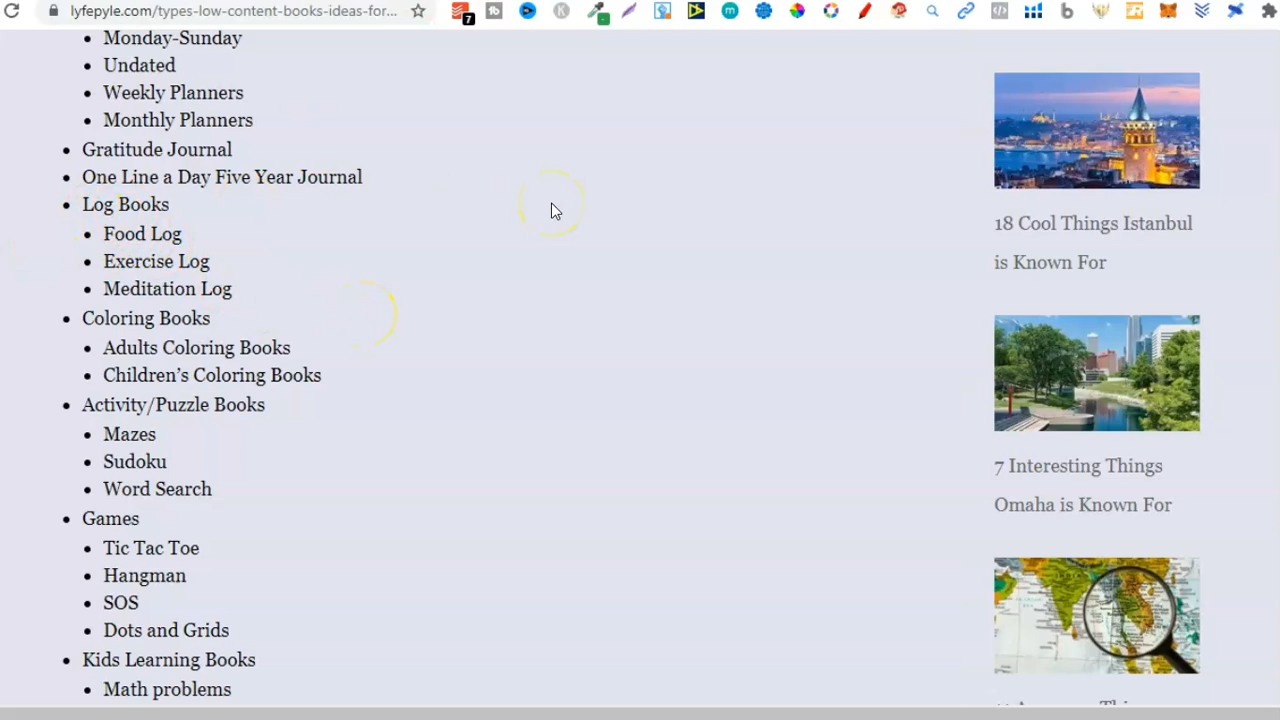 lyfepyle.com/types-low-content-books-ideas-for...
7
Monday-Sunday
Undated
Weekly Planners
Monthly Planners
Gratitude Journal
One Line a Day Five Year Journal
Log Books
Food Log
Exercise Log
Meditation Log
Coloring Books
Adults Coloring Books
Children’s Coloring Books
Activity/Puzzle Books
Mazes
Sudoku
Word Search
Games
Tic Tac Toe
Hangman
SOS
Dots and Grids
Kids Learning Books
Math problems
18 Cool Things Istanbul
is Known For
7 Interesting Things
Omaha is Known For